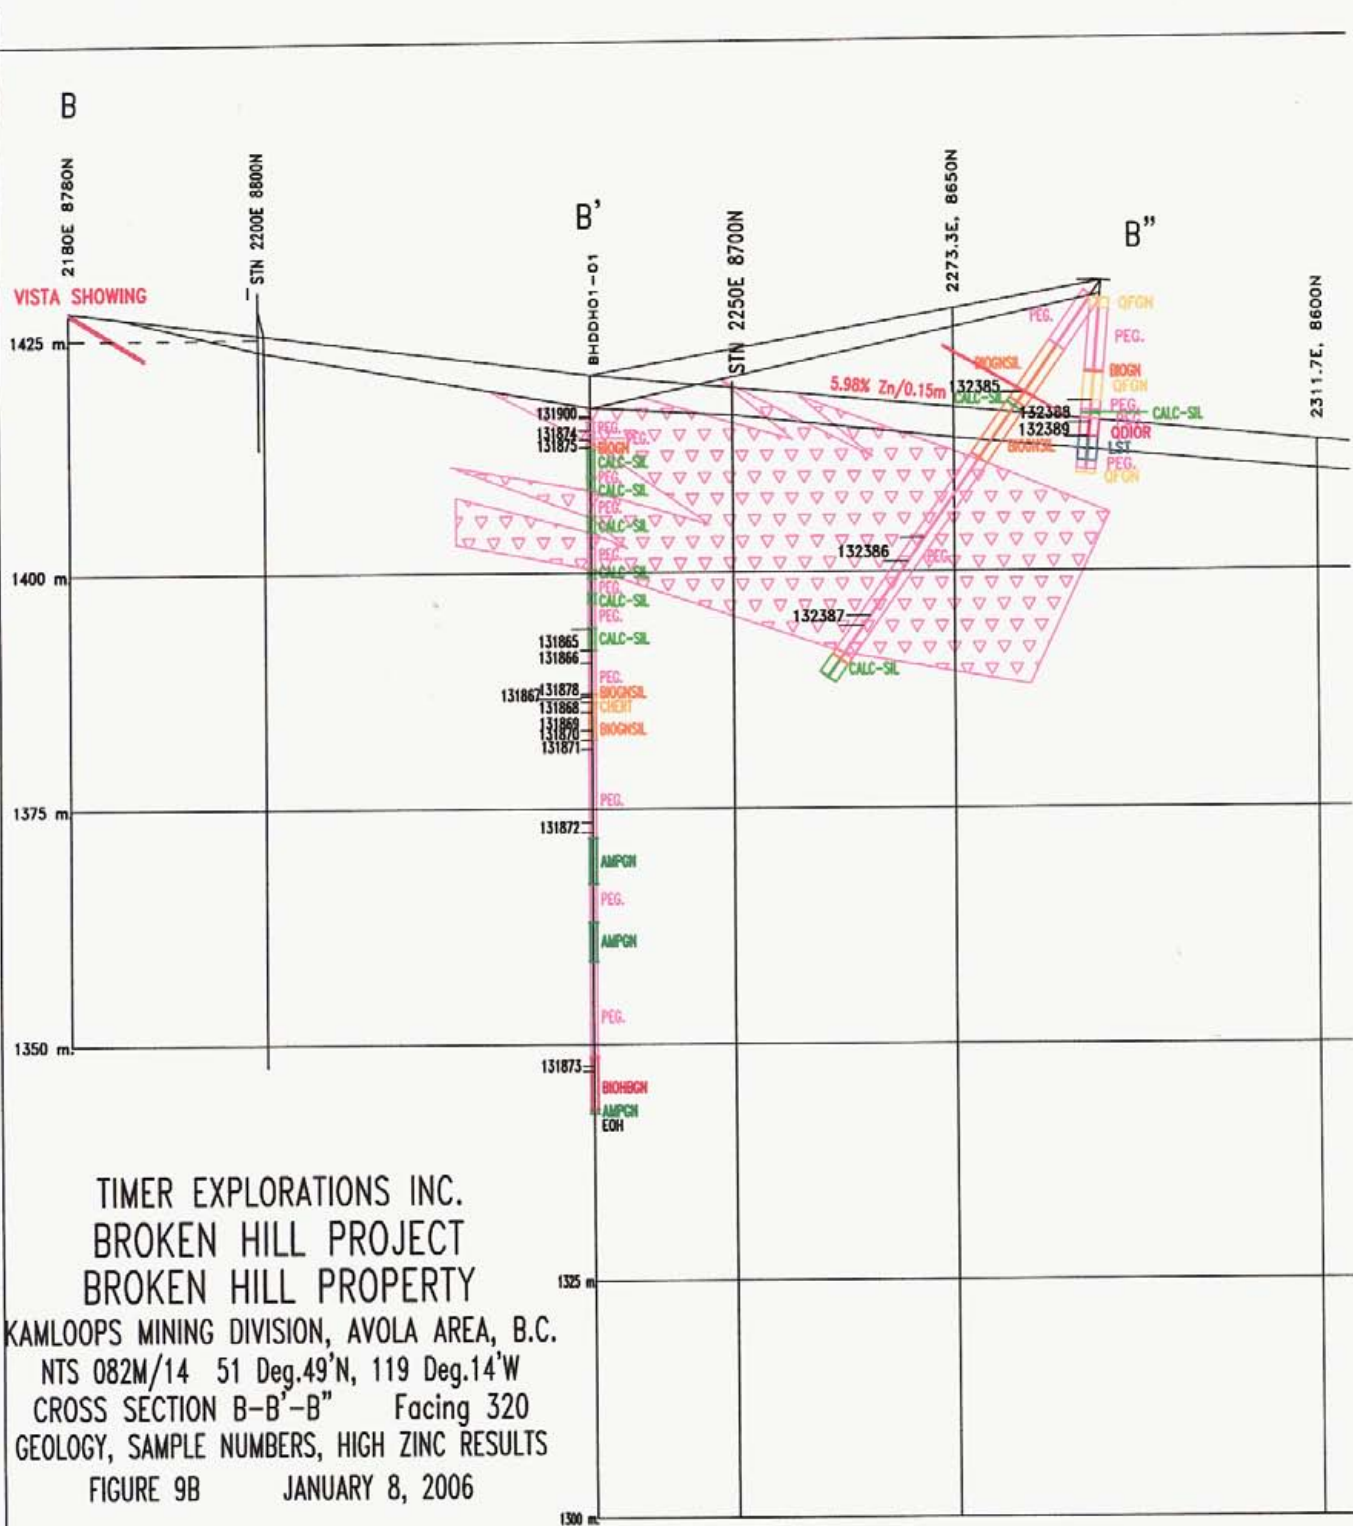 B
B'
B"
2180E 8780N
STN 2200E 8800N
BHDDH01-01
STN 2250E 8700N
2273.3E, 8650N
2311.7E, 8600N
VISTA SHOWING
1425 m.
1400 m.
1375 m.
1350 m.
1325 m.
1300 m.
5.98% Zn/0.15m
131900
131874
131875
PEG.
PEG.
BIOGN
CALC-SIL
PEG.
CALC-SIL
PEG.
CALC-SIL
PEG.
CALC-SIL
PEG.
CALC-SIL
PEG.
131865
CALC-SIL
131866
PEG.
131867
131878
BIOGNSIL
131868
CHERT
131869
BIOGNSIL
131870
131871
PEG.
131872
AMPGN
PEG.
AMPGN
PEG.
131873
BIOHBGN
AMPGN
EOH
PEG.
BIOGNSIL
132385
CALC-SIL
BIOGNSIL
132386
PEG.
132387
CALC-SIL
QFGN
PEG.
BIOGN
QFGN
PEG.
132388
CALC-SIL
132389
QDIOR
LST
PEG.
QFGN
TIMER EXPLORATIONS INC.
BROKEN HILL PROJECT
BROKEN HILL PROPERTY
KAMLOOPS MINING DIVISION, AVOLA AREA, B.C.
NTS 082M/14 51 Deg.49'N, 119 Deg.14'W
CROSS SECTION B-B'-B" Facing 320
GEOLOGY, SAMPLE NUMBERS, HIGH ZINC RESULTS
FIGURE 9B JANUARY 8, 2006